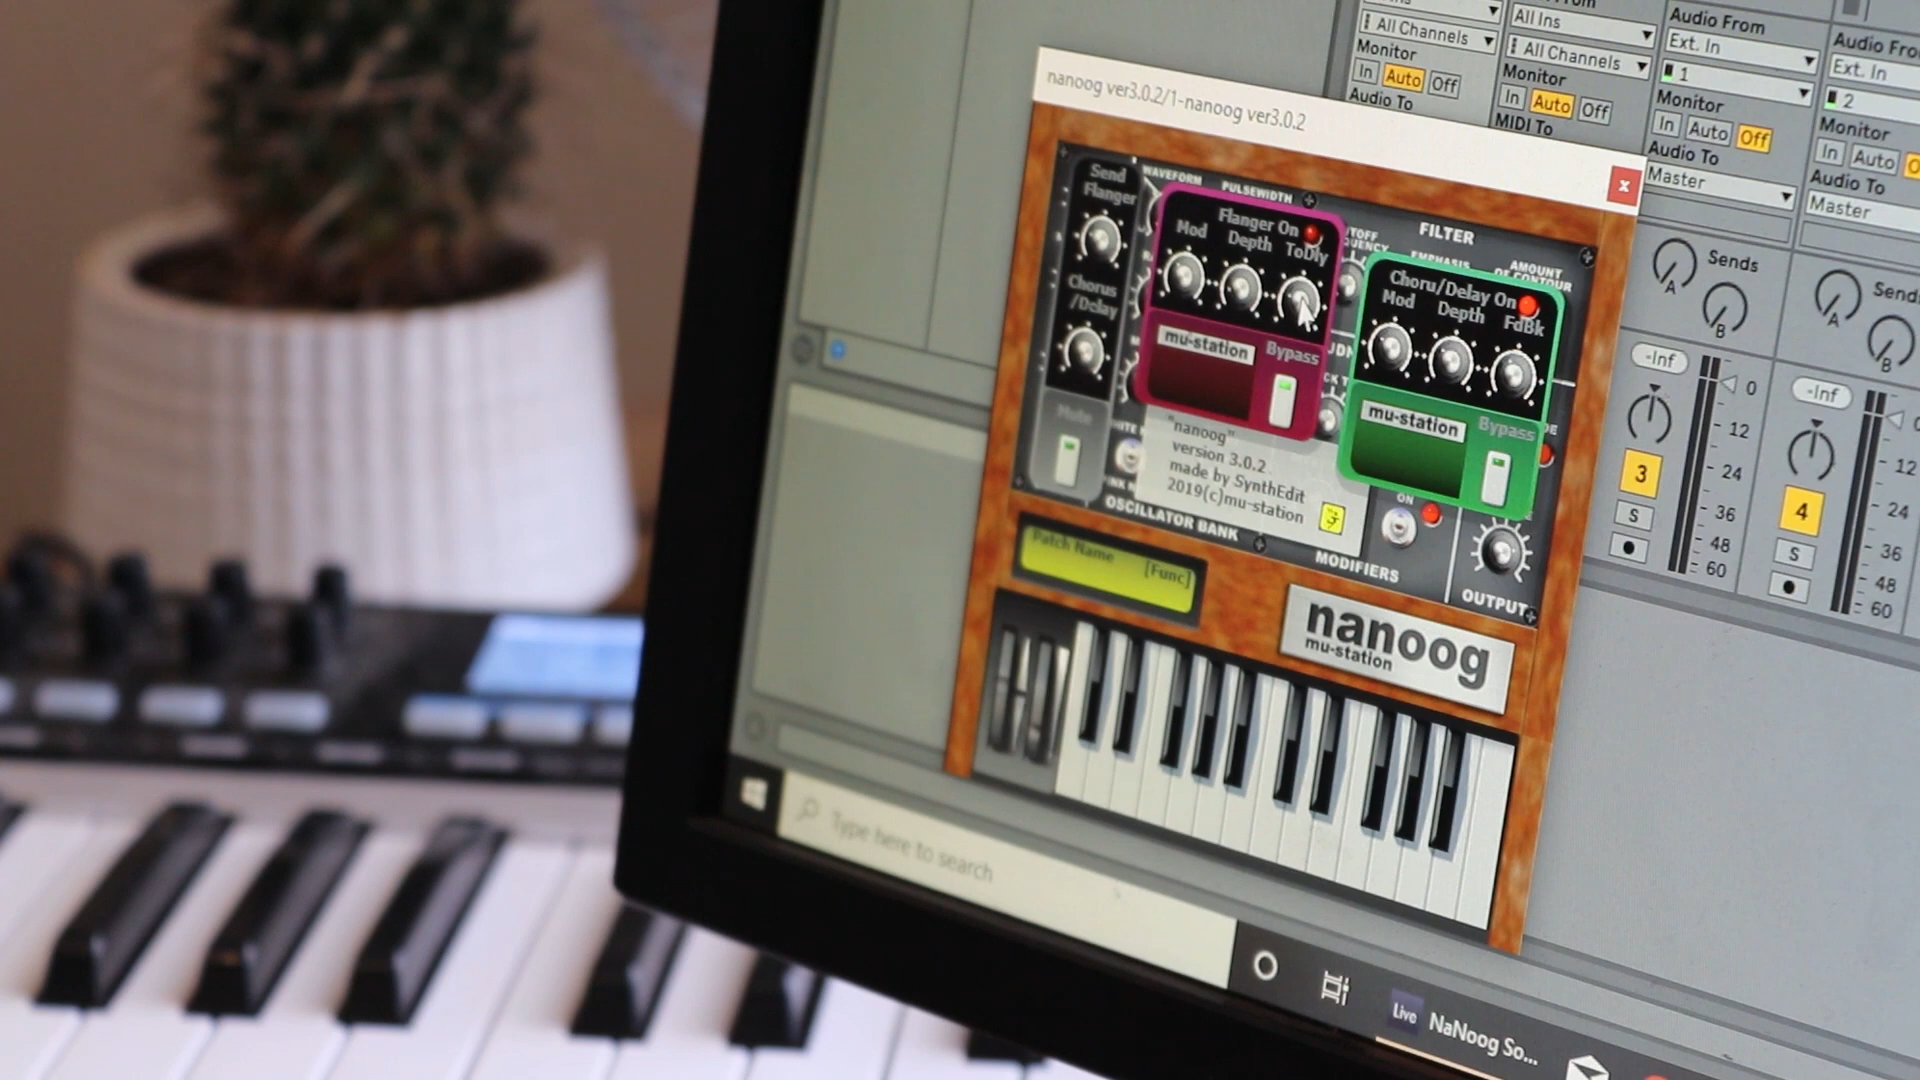 nanoog ver3.0.2/1-nanoog ver3.0.2
x
Send
Flanger
Chorus
/Delay
Mute
WAVEFORM
PULSEWIDTH
Flanger On
Mod
Depth
ToDly
mu-station
Bypass
FILTER
EMPHASIS
AMOUNT
OF CONTOUR
Choru/Delay On
Mod
Depth
FdBk
mu-station
Bypass
"nanoog"
version 3.0.2
made by SynthEdit
2019(c)mu-station
ON
OSCILLATOR BANK
MODIFIERS
OUTPUT
Patch Name
[Func]
nanoog
mu-station
All Channels
Monitor
In Auto Off
Audio To
All Ins
All Channels
Monitor
In Auto Off
MIDI To
Audio From
Ext. In
1
Monitor
In Auto Off
Audio To
Master
Sends
A
B
-Inf
0
12
24
36
48
60
3
S
Ext. In
2
Monitor
In Auto
Audio To
Master
A
B
-Inf
12
24
36
48
60
4
S
Type here to search
Live
NaNoog So...